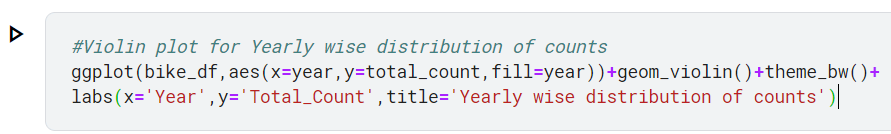 #Violin plot for Yearly wise distribution of counts
ggplot(bike_df,aes(x=year,y=total_count,fill=year))+geom_violin()+theme_bw()+
labs(x='Year',y='Total_Count',title='Yearly wise distribution of counts')